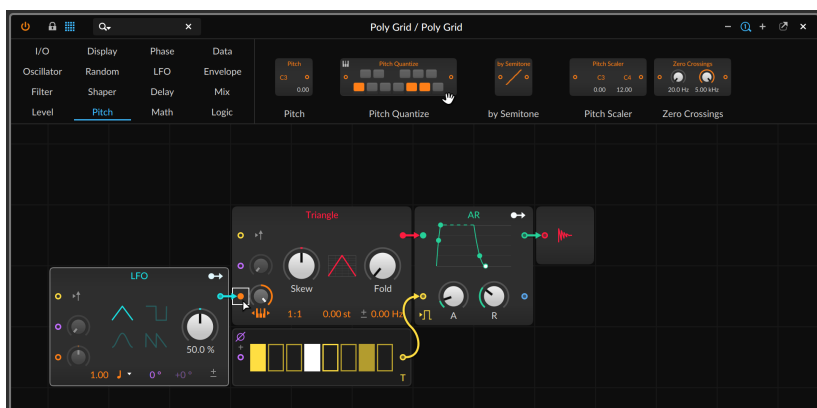 Poly Grid / Poly Grid
I/O Display Phase Data
Oscillator Random LFO Envelope
Filter Shaper Delay Mix
Level Pitch Math Logic
Pitch
C3
0.00
Pitch
Pitch Quantize
Pitch Quantize
by Semitone
by Semitone
Pitch Scaler
C3 C4
0.00 12.00
Pitch Scaler
Zero Crossings
20.0 Hz 5.00 kHz
Zero Crossings
Triangle
Skew Fold
1:1 0.00 st ± 0.00 Hz
AR
A R
LFO
50.0 %
1.00 0° +0° ±
T